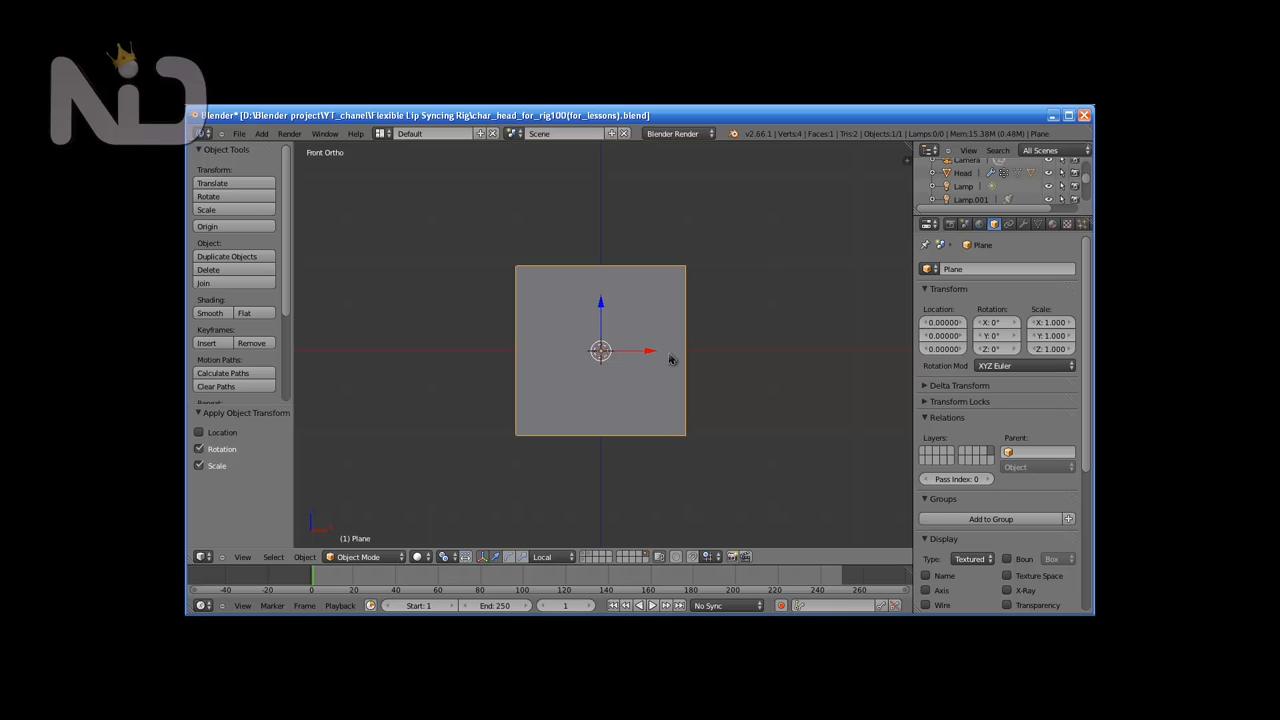 NiD
Blender* [D:\Blender project\YT_chanel\Flexible Lip Syncing Rig\char_head_for_rig100(for_lessons).blend]
File Add Render Window Help Default Scene Blender Render v2.66.1 | Verts:4 | Faces:1 | Tris:2 | Objects:1/1 | Lamps:0/0 | Mem:15.38M (0.48M) | Plane
Object Tools
Transform:
Translate
Rotate
Scale
Origin
Object:
Duplicate Objects
Delete
Join
Shading:
Smooth Flat
Keyframes:
Insert Remove
Motion Paths:
Calculate Paths
Clear Paths
Repeat:
Apply Object Transform
Location
Rotation
Scale
Front Ortho
(1) Plane
View Select Object Object Mode Local
-40 -20 0 20 40 60 80 100 120 140 160 180 200 220 240 260
View Marker Frame Playback Start: 1 End: 250 1 No Sync
View Search All Scenes
Camera
Head
Lamp
Lamp.001
Plane
Plane
Transform
Location: Rotation: Scale:
0.00000 X: 0° X: 1.000
0.00000 Y: 0° Y: 1.000
0.00000 Z: 0° Z: 1.000
Rotation Mod XYZ Euler
Delta Transform
Transform Locks
Relations
Layers: Parent:
Object
Pass Index: 0
Groups
Add to Group
Display
Type: Textured Boun Box
Name Texture Space
Axis X-Ray
Wire Transparency